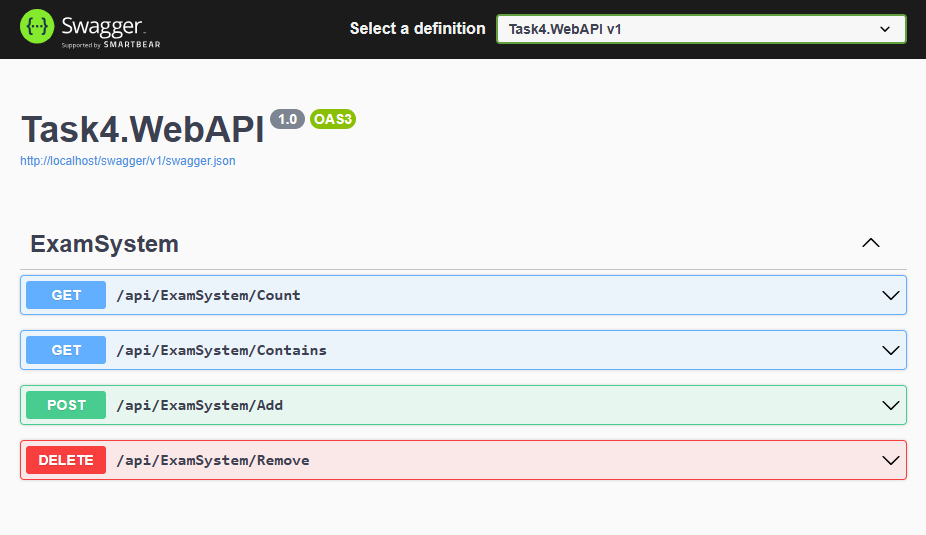 {··} Swagger.
Supported by SMARTBEAR
Select a definition
Task4.WebAPI v1
Task4.WebAPI 1.0 OAS3
http://localhost/swagger/v1/swagger.json
ExamSystem
GET /api/ExamSystem/Count
GET /api/ExamSystem/Contains
POST /api/ExamSystem/Add
DELETE /api/ExamSystem/Remove